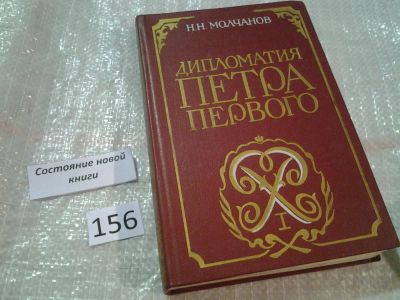 Н.Н. МОЛЧАНОВ
ДИПЛОМАТИЯ
ПЕТРА
ПЕРВОГО
I
Состояние новой
книги
156